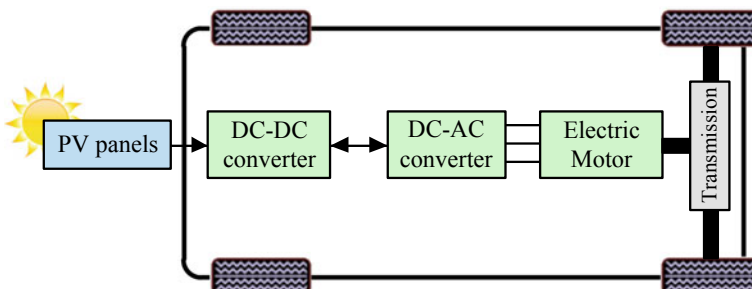 PV panels
DC-DC
converter
DC-AC
converter
Electric
Motor
Transmission